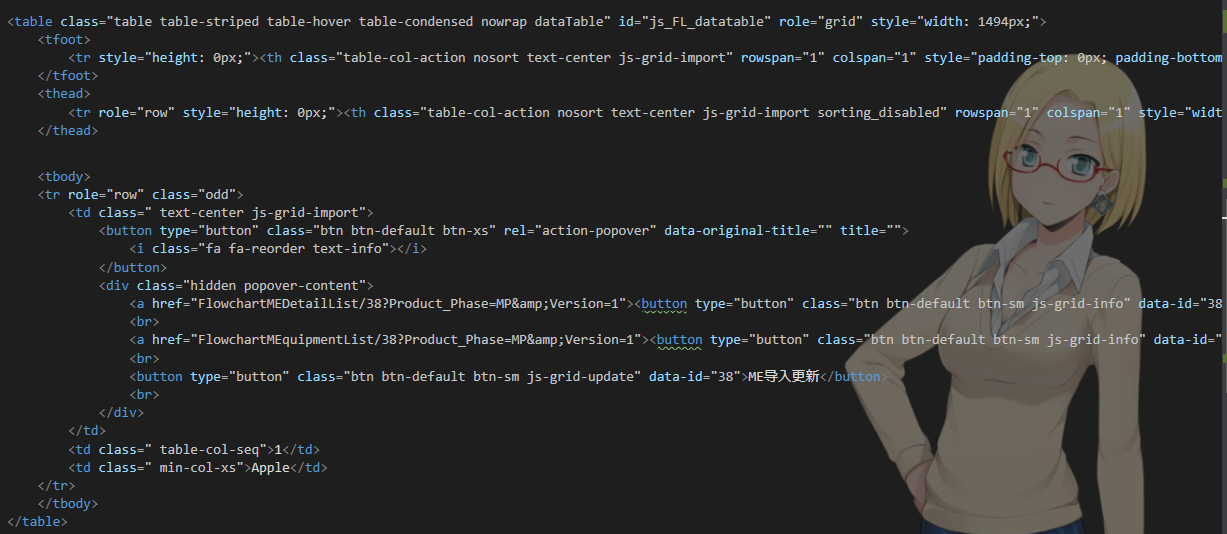 <table class="table table-striped table-hover table-condensed nowrap dataTable" id="js_FL_datatable" role="grid" style="width: 1494px;">
<tfoot>
<tr style="height: 0px;"><th class="table-col-action nosort text-center js-grid-import" rowspan="1" colspan="1" style="padding-top: 0px; padding-bottom
</tfoot>
<thead>
<tr role="row" style="height: 0px;"><th class="table-col-action nosort text-center js-grid-import sorting_disabled" rowspan="1" colspan="1" style="widt
</thead>
<tbody>
<tr role="row" class="odd">
<td class=" text-center js-grid-import">
<button type="button" class="btn btn-default btn-xs" rel="action-popover" data-original-title="" title="">
<i class="fa fa-reorder text-info"></i>
</button>
<div class="hidden popover-content">
<a href="FlowchartMEDetailList/38?Product_Phase=MP&amp;Version=1"><button type="button" class="btn btn-default btn-sm js-grid-info" data-id="38
<br>
<a href="FlowchartMEquipmentList/38?Product_Phase=MP&amp;Version=1"><button type="button" class="btn btn-default btn-sm js-grid-info" data-id="
<br>
<button type="button" class="btn btn-default btn-sm js-grid-update" data-id="38">ME导入更新</button>
<br>
</div>
</td>
<td class=" table-col-seq">1</td>
<td class=" min-col-xs">Apple</td>
</tr>
</tbody>
</table>